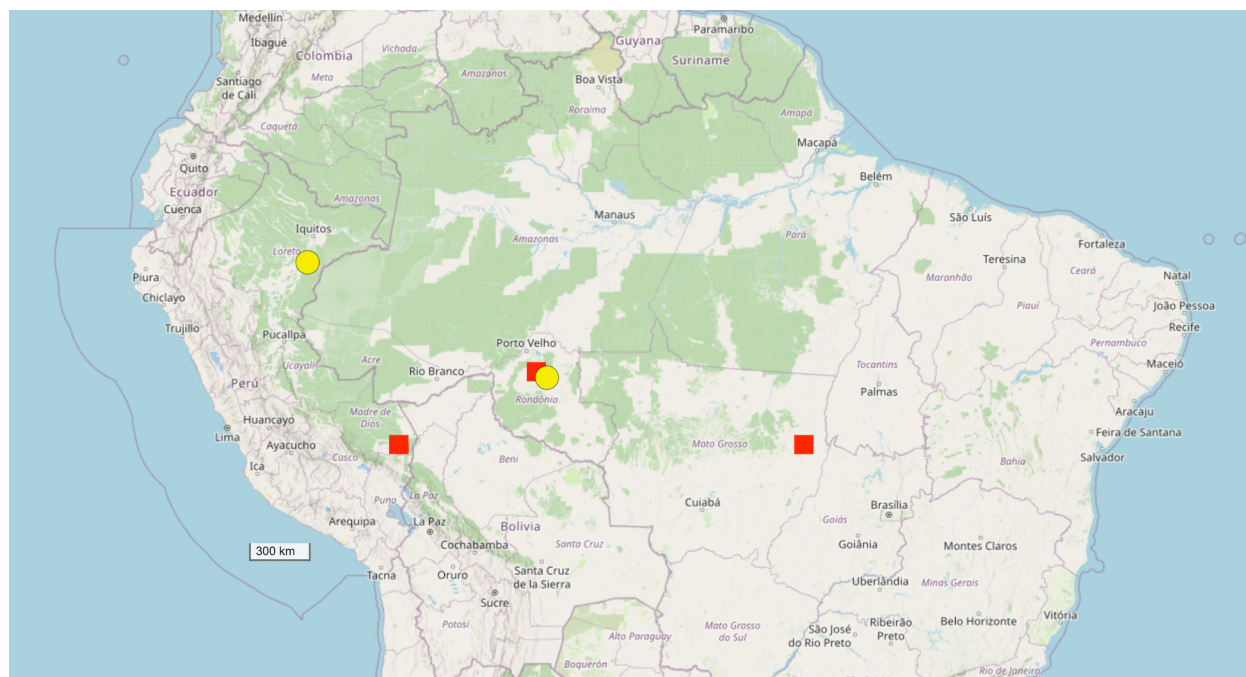 Medellín
Paramaribo
Ibagué
Guyana
Colombia
Vichada
Suriname
Meta
Amazonas
Boa Vista
Santiago
de Cali
Roraima
Amapá
Caquetá
Macapá
Quito
Belém
Ecuador
Amazonas
Cuenca
Manaus
São Luís
Iquitos
Amazonas
Pará
Fortaleza
Loreto
Teresina
Ceará
Piura
Maranhão
Natal
Chiclayo
Piauí
João Pessoa
Trujillo
Recife
Pucallpa
Porto Velho
Pernambuco
Acre
Ucayali
Rio Branco
Tocantins
Maceió
Perú
Palmas
Rondônia
Madre de
Dios
Aracaju
Huancayo
Lima
Feira de Santana
Ayacucho
Mato Grosso
Cusco
Beni
Salvador
Ica
Bahia
Puno
La Paz
Cuiabá
Brasília
Arequipa
La Paz
Bolivia
Goiás
Cochabamba
Santa Cruz
Goiânia
Montes Claros
300 km
Tacna
Oruro
Santa Cruz
de la Sierra
Uberlândia
Minas Gerais
Sucre
Vitória
Potosí
Alto Paraguay
Mato Grosso
do Sul
São José
do Rio Preto
Ribeirão
Preto
Belo Horizonte
Boquerón
Rio de Janeiro